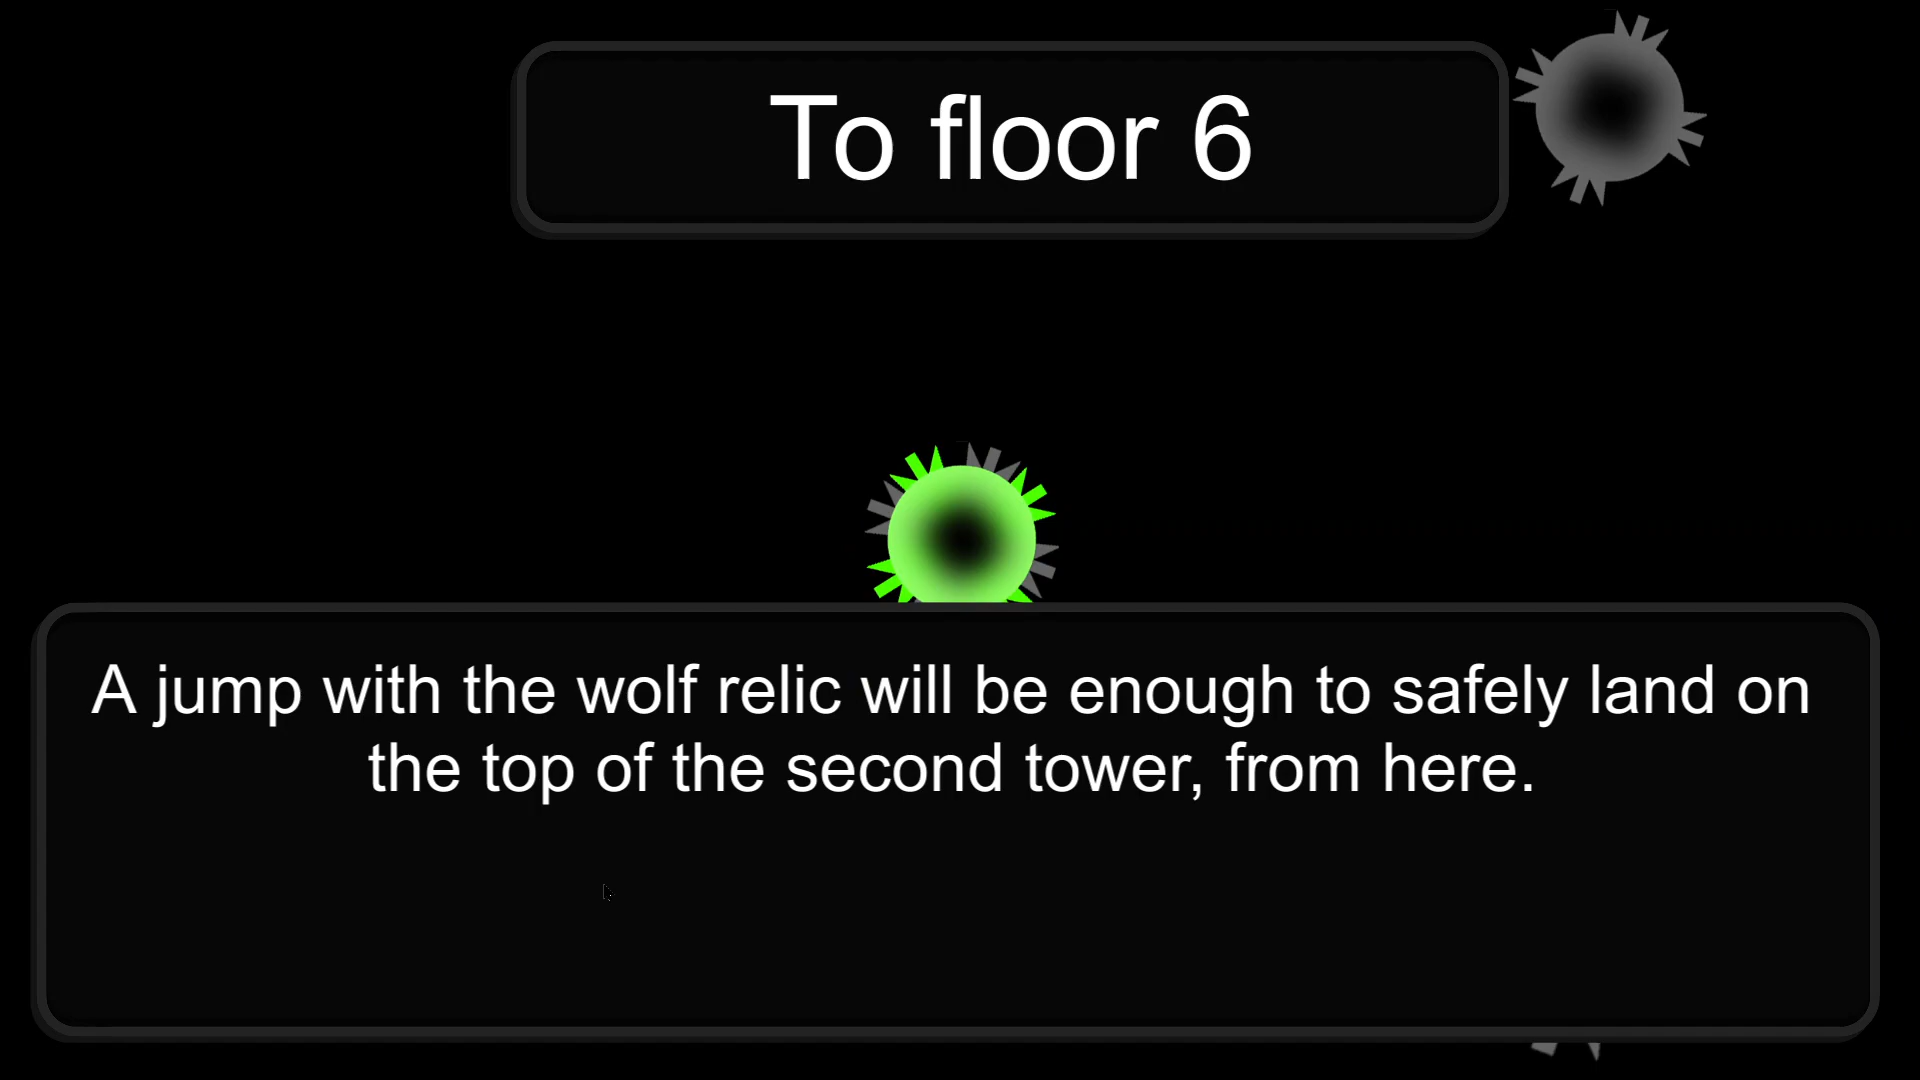 To floor 6
A jump with the wolf relic will be enough to safely land on
the top of the second tower, from here.